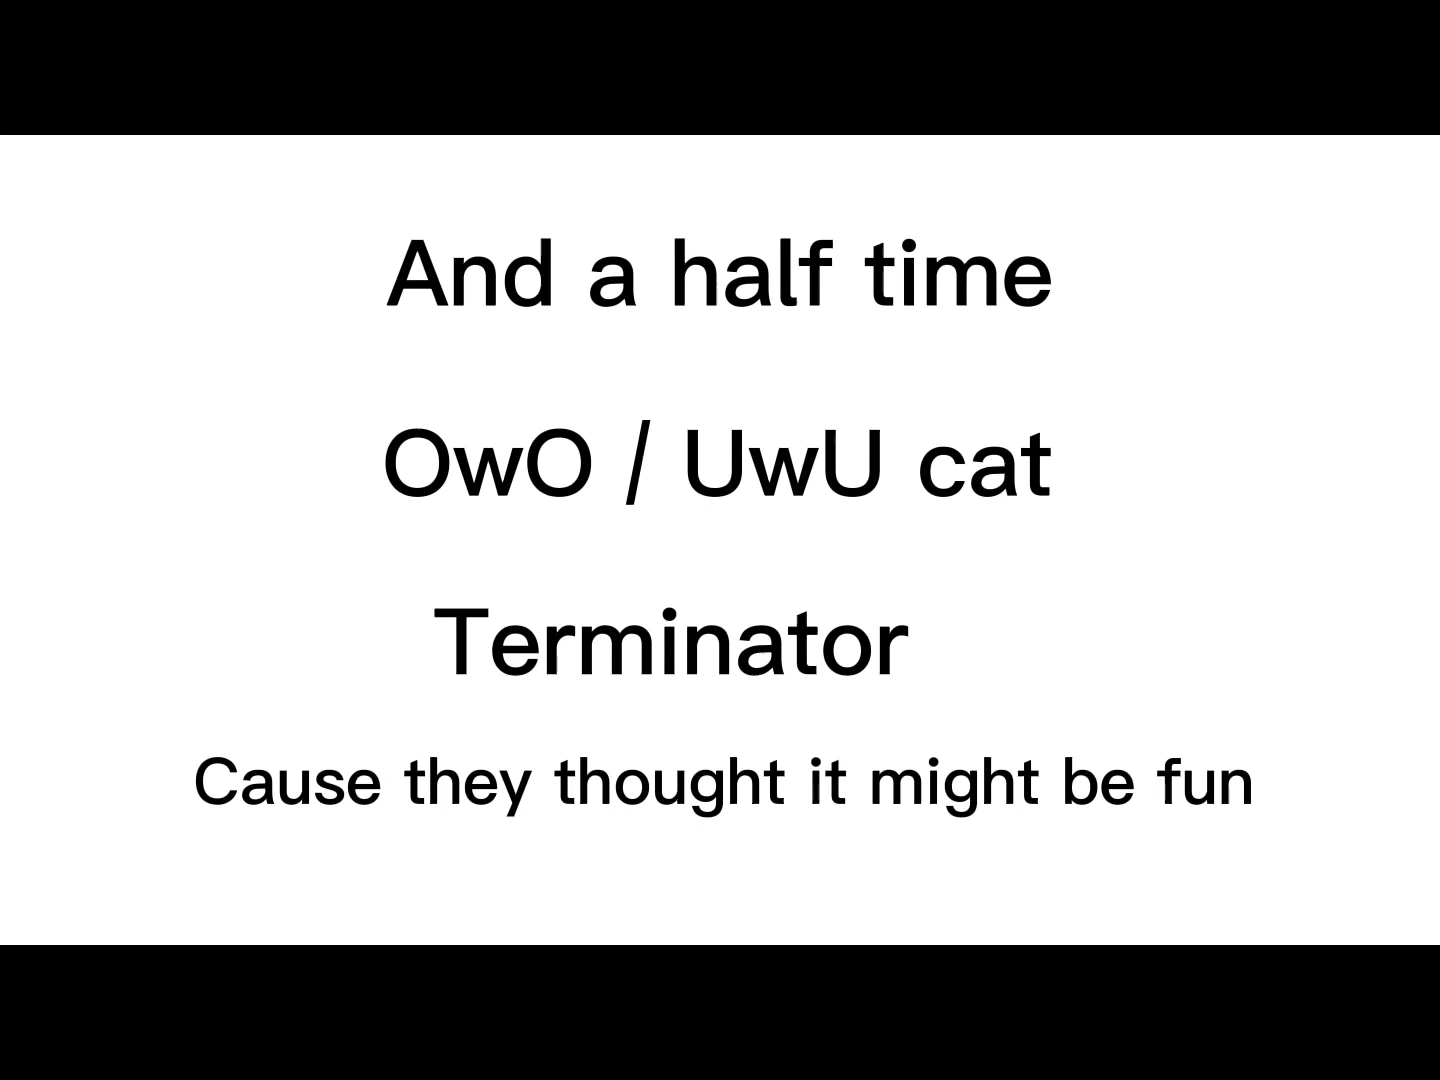 And a half time
OwO / UwU cat
Terminator
Cause they thought it might be fun